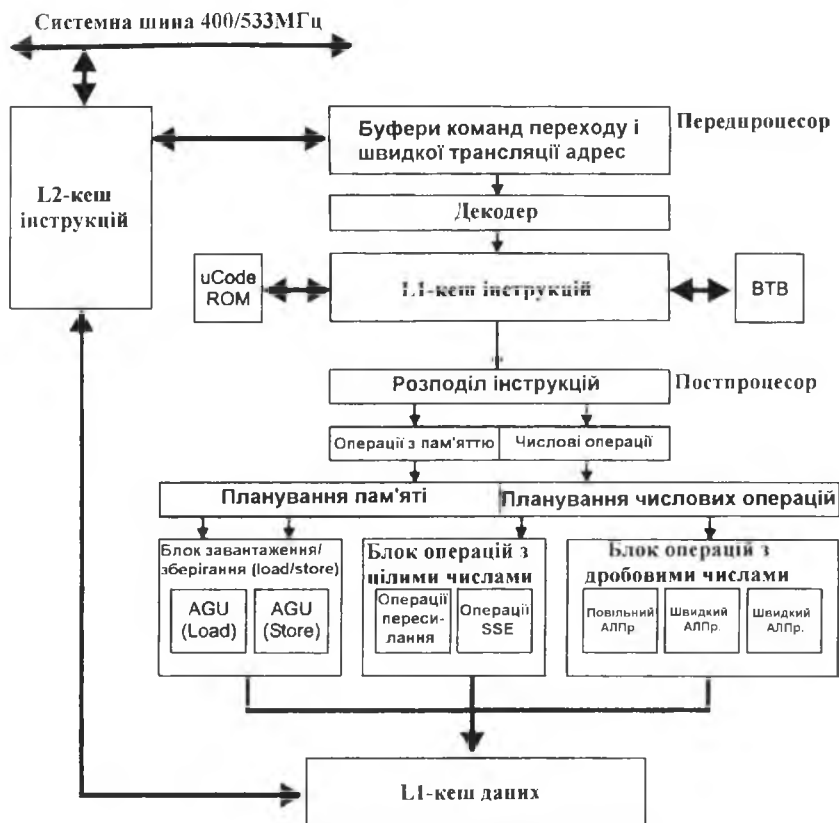 Системна шина 400/533МГц
Буфери команд переходу і
швидкої трансляції адрес
Передпроцесор
L2-кеш
інструкцій
Декодер
uCode
ROM
L1-кеш інструкцій
BTB
Розподіл інструкцій
Постпроцесор
Операції з пам'яттю
Числові операції
Планування пам'яті
Планування числових операцій
Блок завантаження/
зберігання (load/store)
AGU
(Load)
AGU
(Store)
Блок операцій з
цілими числами
Операції
переси-
лання
Операції
SSE
Блок операцій з
дробовими числами
Повільний
АЛПр.
Швидкий
АЛПр.
Швидкий
АЛПр.
L1-кеш даних